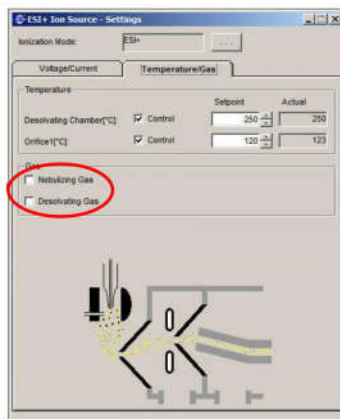 ESI+ Ion Source - Settings
Ionization Mode: ESI+ ...
Voltage/Current Temperature/Gas
Temperature
Setpoint Actual
Desolvating Chamber[°C]: Control 250 250
Orifice1[°C]: Control 120 123
Gas
Nebulizing Gas
Desolvating Gas